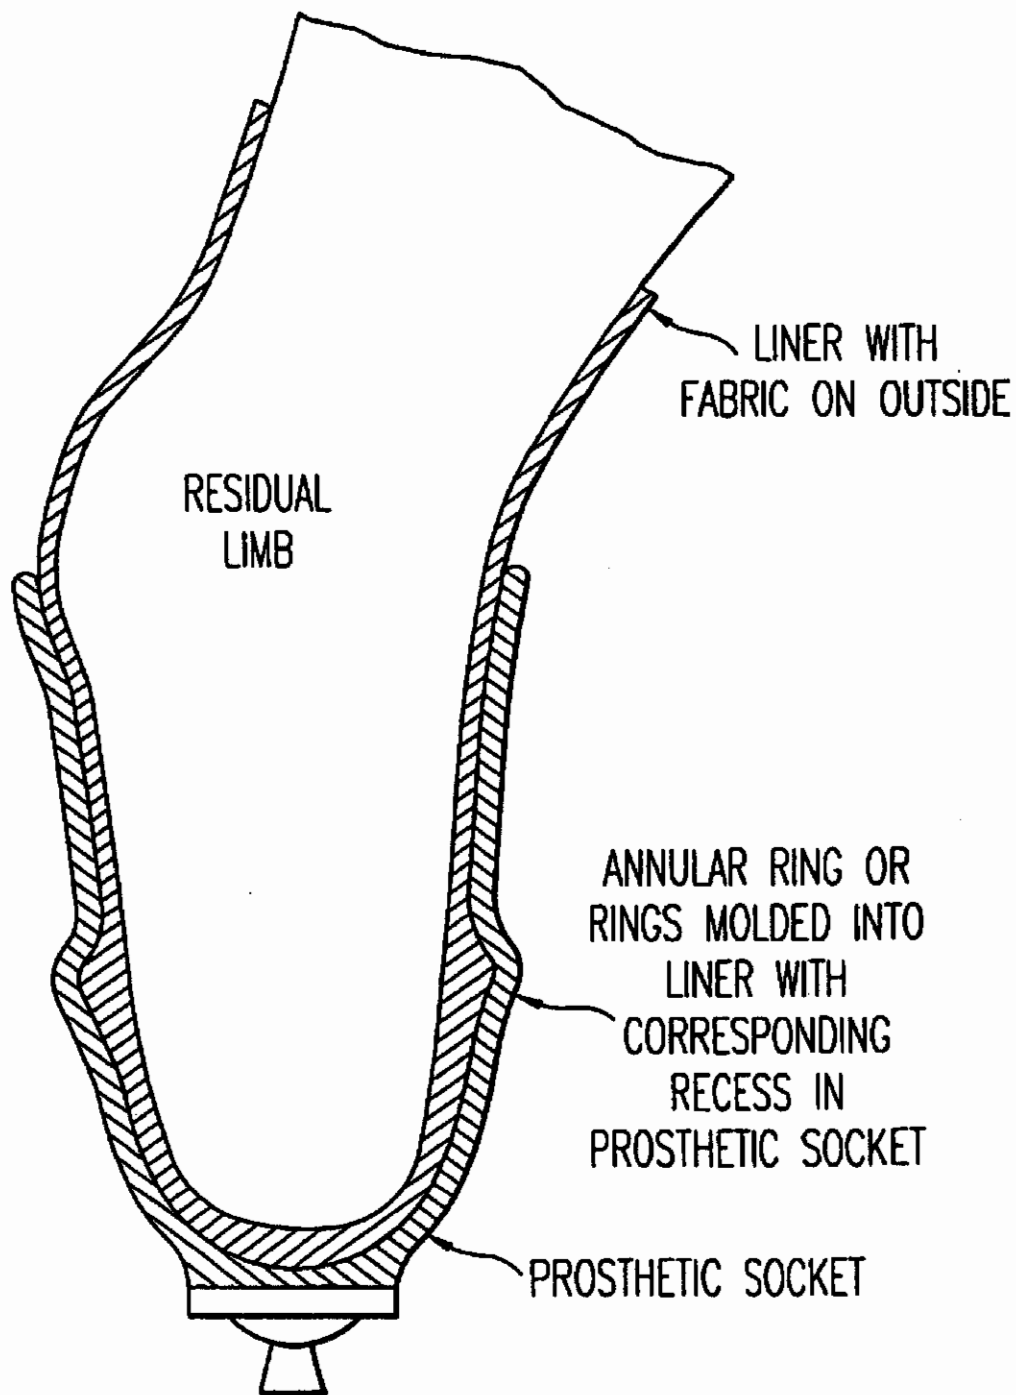 LINER WITH
FABRIC ON OUTSIDE
RESIDUAL
LIMB
ANNULAR RING OR
RINGS MOLDED INTO
LINER WITH
CORRESPONDING
RECESS IN
PROSTHETIC SOCKET
PROSTHETIC SOCKET